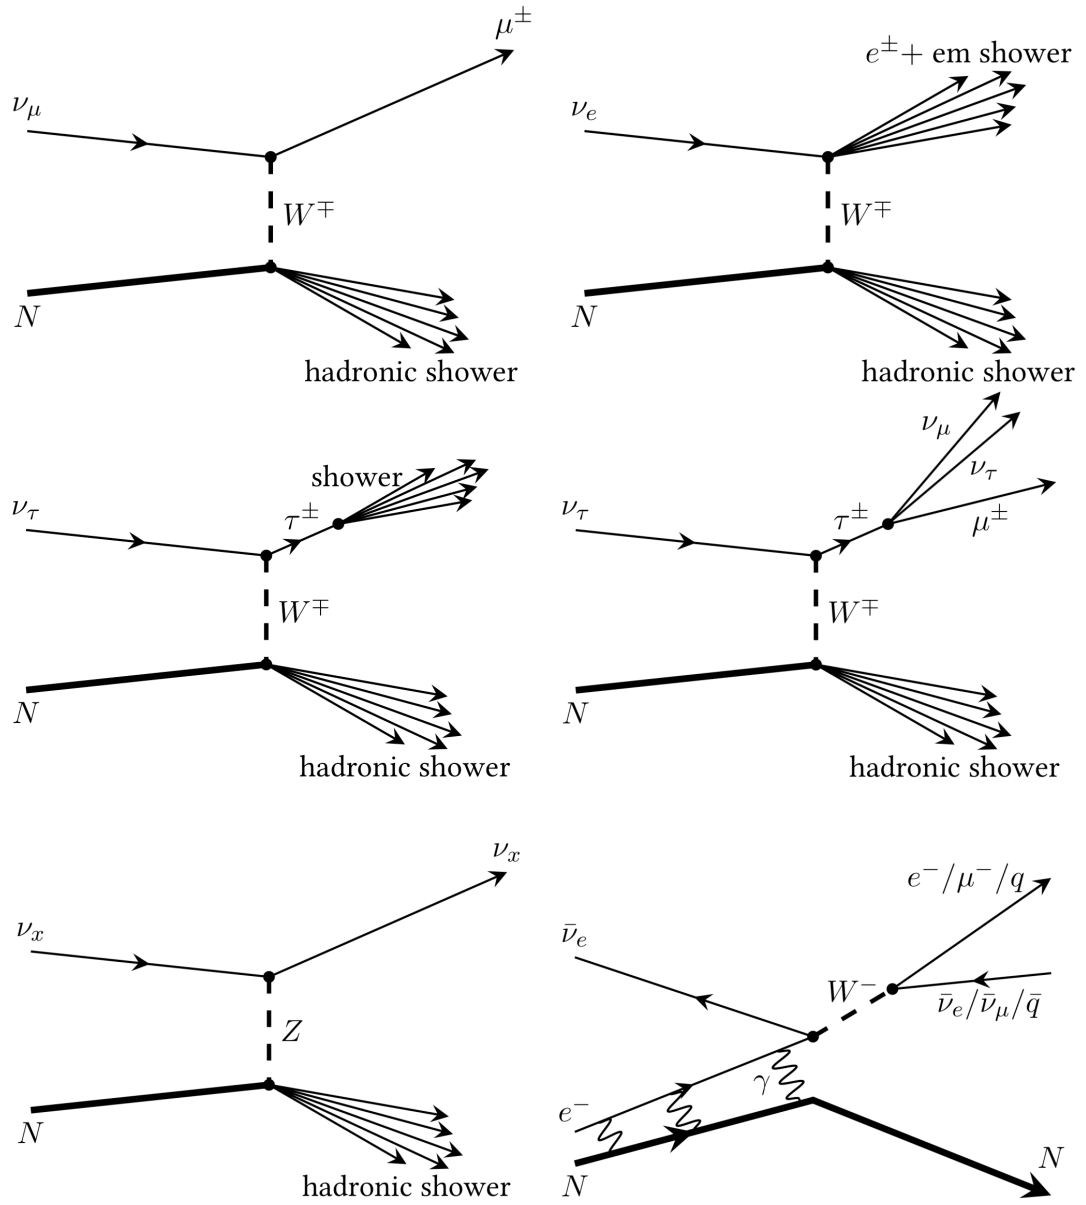 μ±
ν_μ
W∓
N
hadronic shower
e± + em shower
ν_e
W∓
N
hadronic shower
shower
ν_τ
τ±
W∓
N
hadronic shower
ν_μ
ν_τ
ν_τ
τ±
μ±
W∓
N
hadronic shower
ν_x
ν_x
Z
N
hadronic shower
e⁻/μ⁻/q
ν̄_e
W⁻
ν̄_e/ν̄_μ/q̄
γ
e⁻
N
N